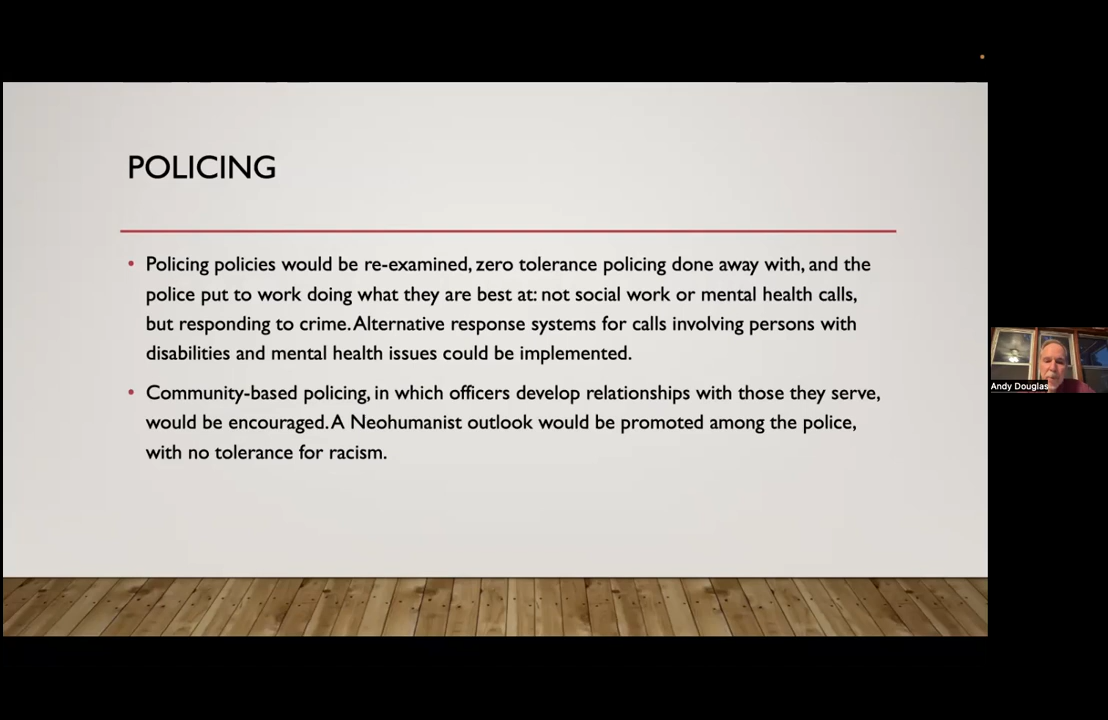 POLICING
• Policing policies would be re-examined, zero tolerance policing done away with, and the
police put to work doing what they are best at: not social work or mental health calls,
but responding to crime. Alternative response systems for calls involving persons with
disabilities and mental health issues could be implemented.
• Community-based policing, in which officers develop relationships with those they serve,
would be encouraged. A Neohumanist outlook would be promoted among the police,
with no tolerance for racism.
Andy Douglas